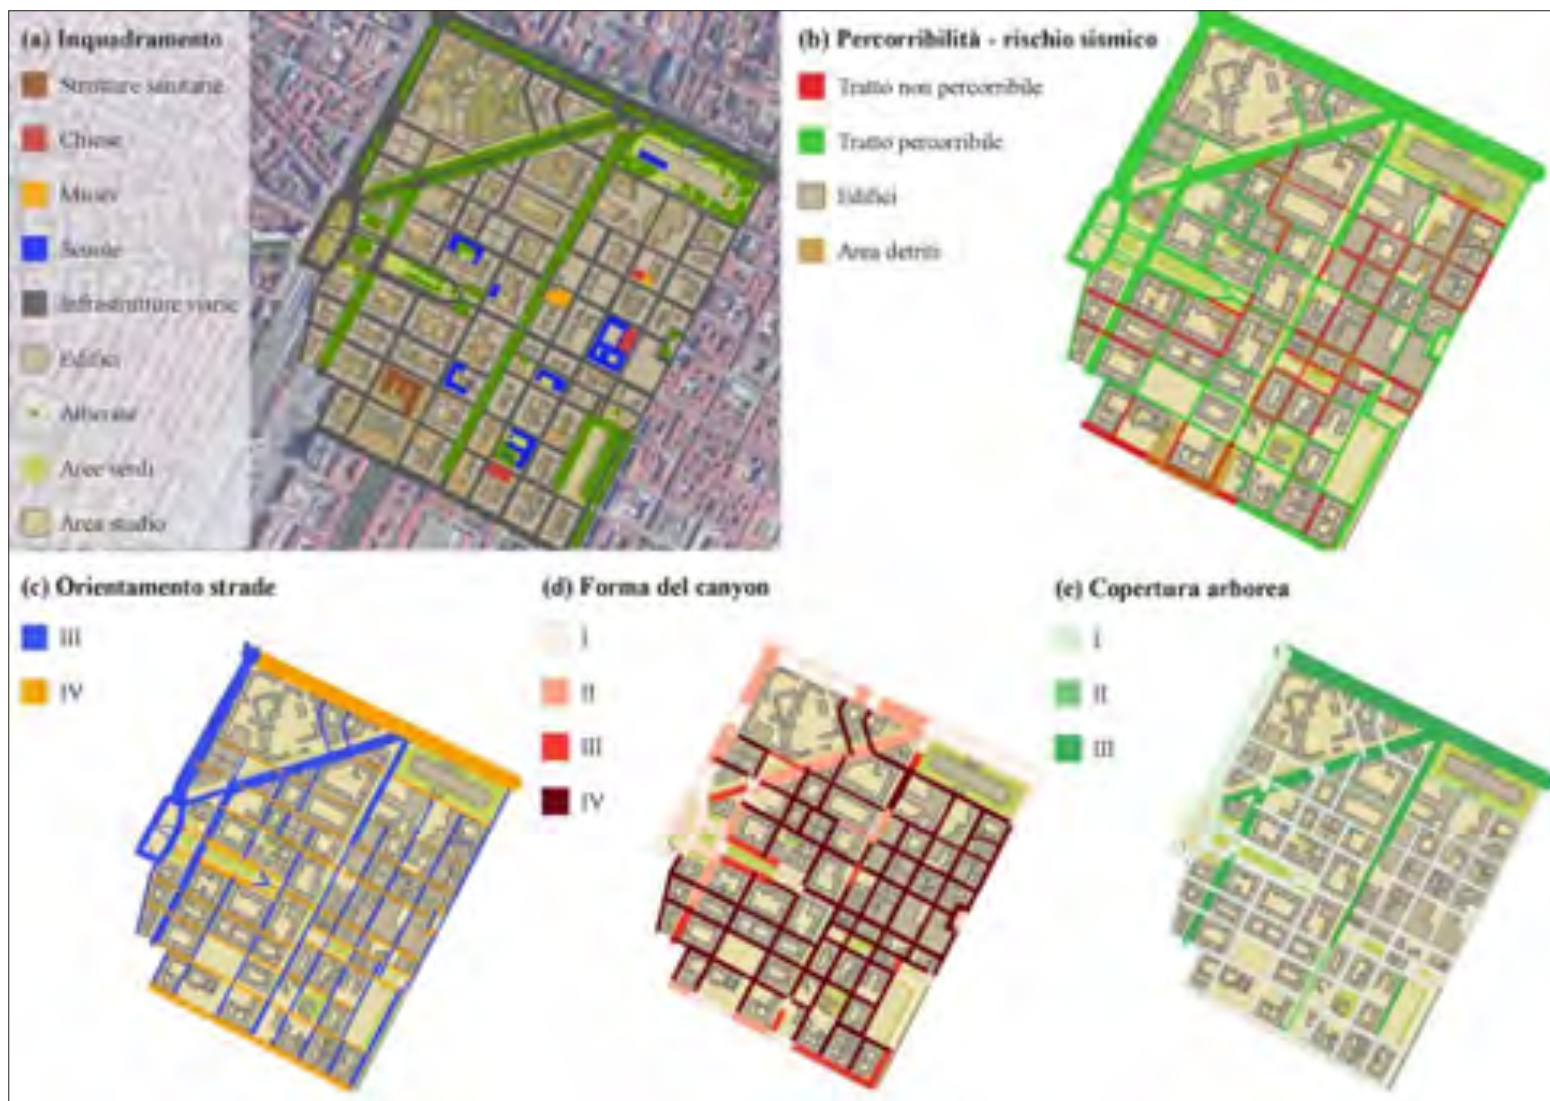 (a) Inquadramento
Strutture sanitarie
Chiese
Musei
Scuole
Infrastrutture viarie
Edifici
Alberate
Aree verdi
Area studio
(b) Percorribilità - rischio sismico
Tratto non percorribile
Tratto percorribile
Edifici
Area detriti
(c) Orientamento strade
III
IV
(d) Forma del canyon
I
II
III
IV
(e) Copertura arborea
I
II
III